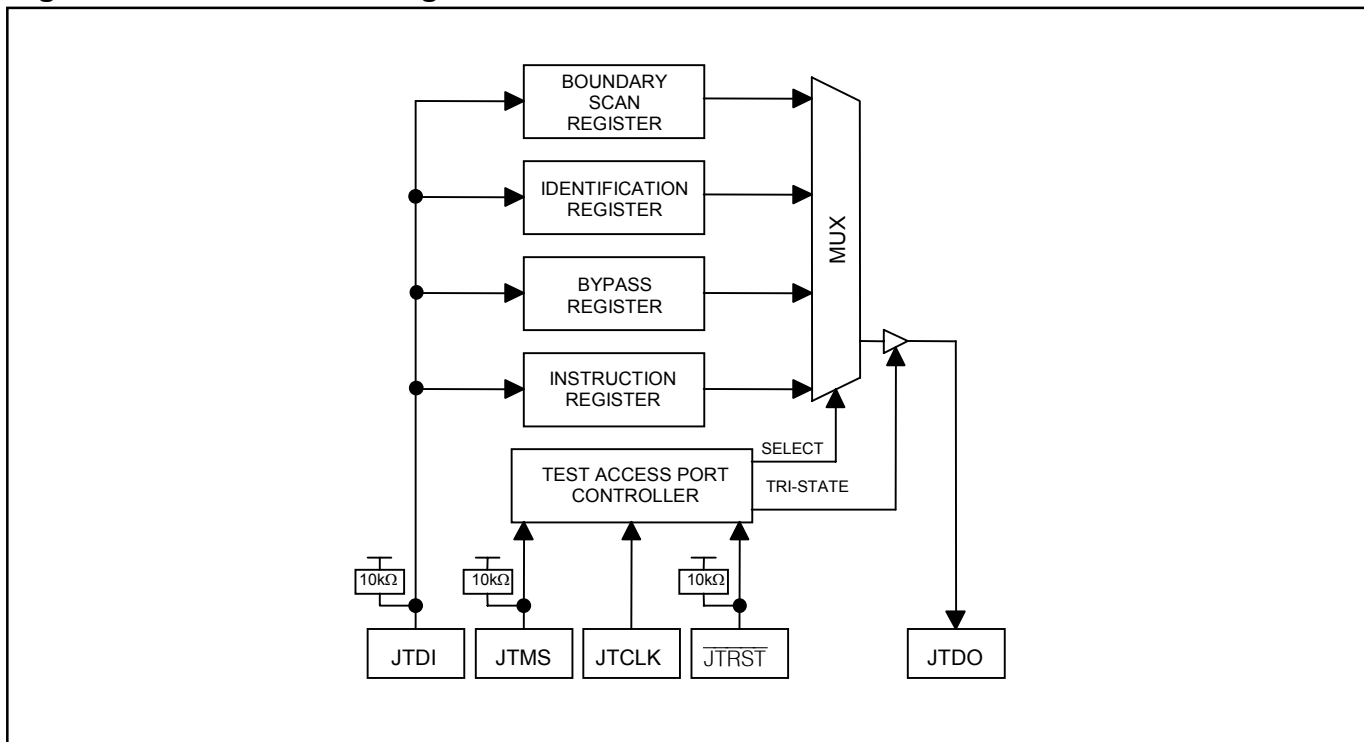 BOUNDARY
SCAN
REGISTER
IDENTIFICATION
REGISTER
BYPASS
REGISTER
INSTRUCTION
REGISTER
MUX
SELECT
TEST ACCESS PORT
CONTROLLER
TRI-STATE
10kΩ
10kΩ
10kΩ
JTDI
JTMS
JTCLK
JTRST
JTDO